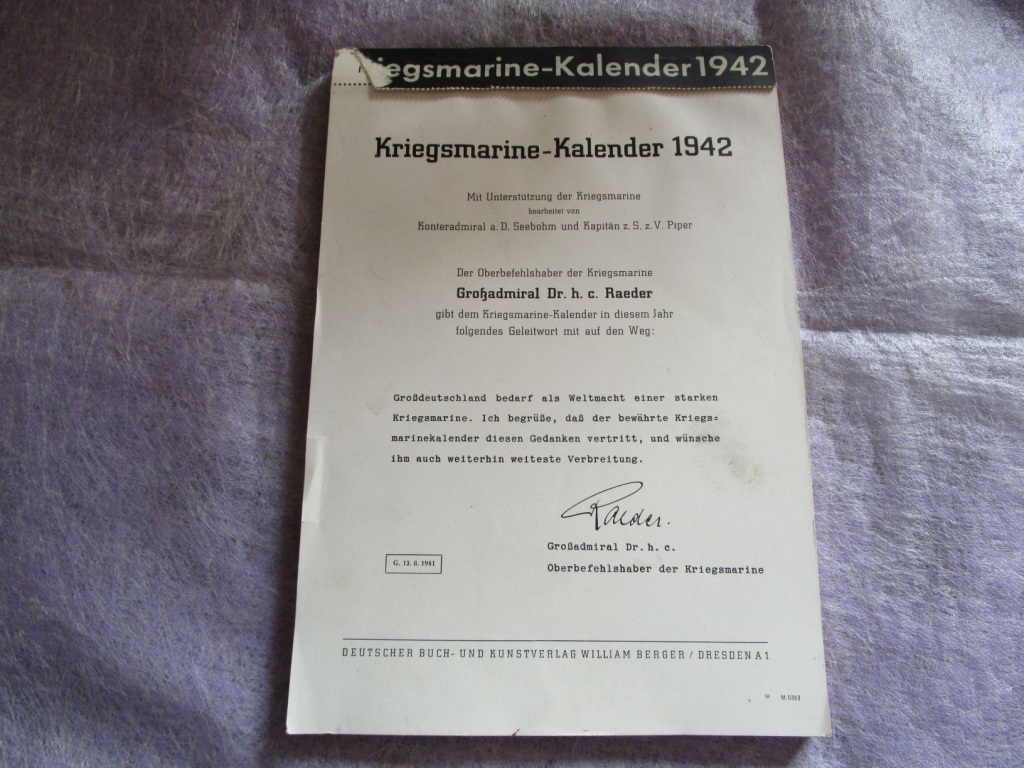 iegsmarine-Kalender 1942
Kriegsmarine-Kalender 1942
Mit Unterstützung der Kriegsmarine
bearbeitet von
Konteradmiral a. D. Seebohm und Kapitän z. S. z. V. Piper
Der Oberbefehlshaber der Kriegsmarine
Großadmiral Dr. h. c. Raeder
gibt dem Kriegsmarine-Kalender in diesem Jahr
folgendes Geleitwort mit auf den Weg:
Großdeutschland bedarf als Weltmacht einer starken
Kriegsmarine. Ich begrüße, daß der bewährte Kriegs=
marinekalender diesen Gedanken vertritt, und wünsche
ihm auch weiterhin weiteste Verbreitung.
Raeder.
Großadmiral Dr. h. c.
Oberbefehlshaber der Kriegsmarine
G. 13. 8. 1941
DEUTSCHER BUCH- UND KUNSTVERLAG WILLIAM BERGER / DRESDEN A 1
M/0383